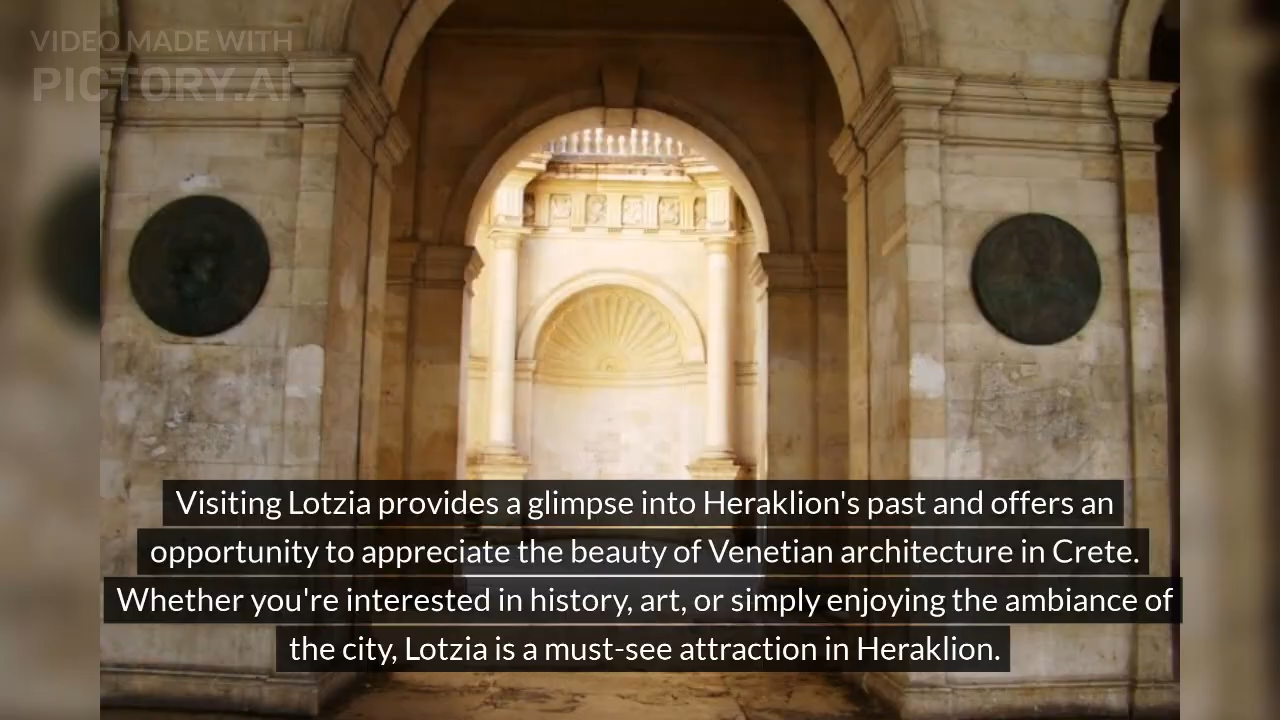 VIDEO MADE WITH
PICTORY.AI
Visiting Lotzia provides a glimpse into Heraklion's past and offers an
opportunity to appreciate the beauty of Venetian architecture in Crete.
Whether you're interested in history, art, or simply enjoying the ambiance of
the city, Lotzia is a must-see attraction in Heraklion.